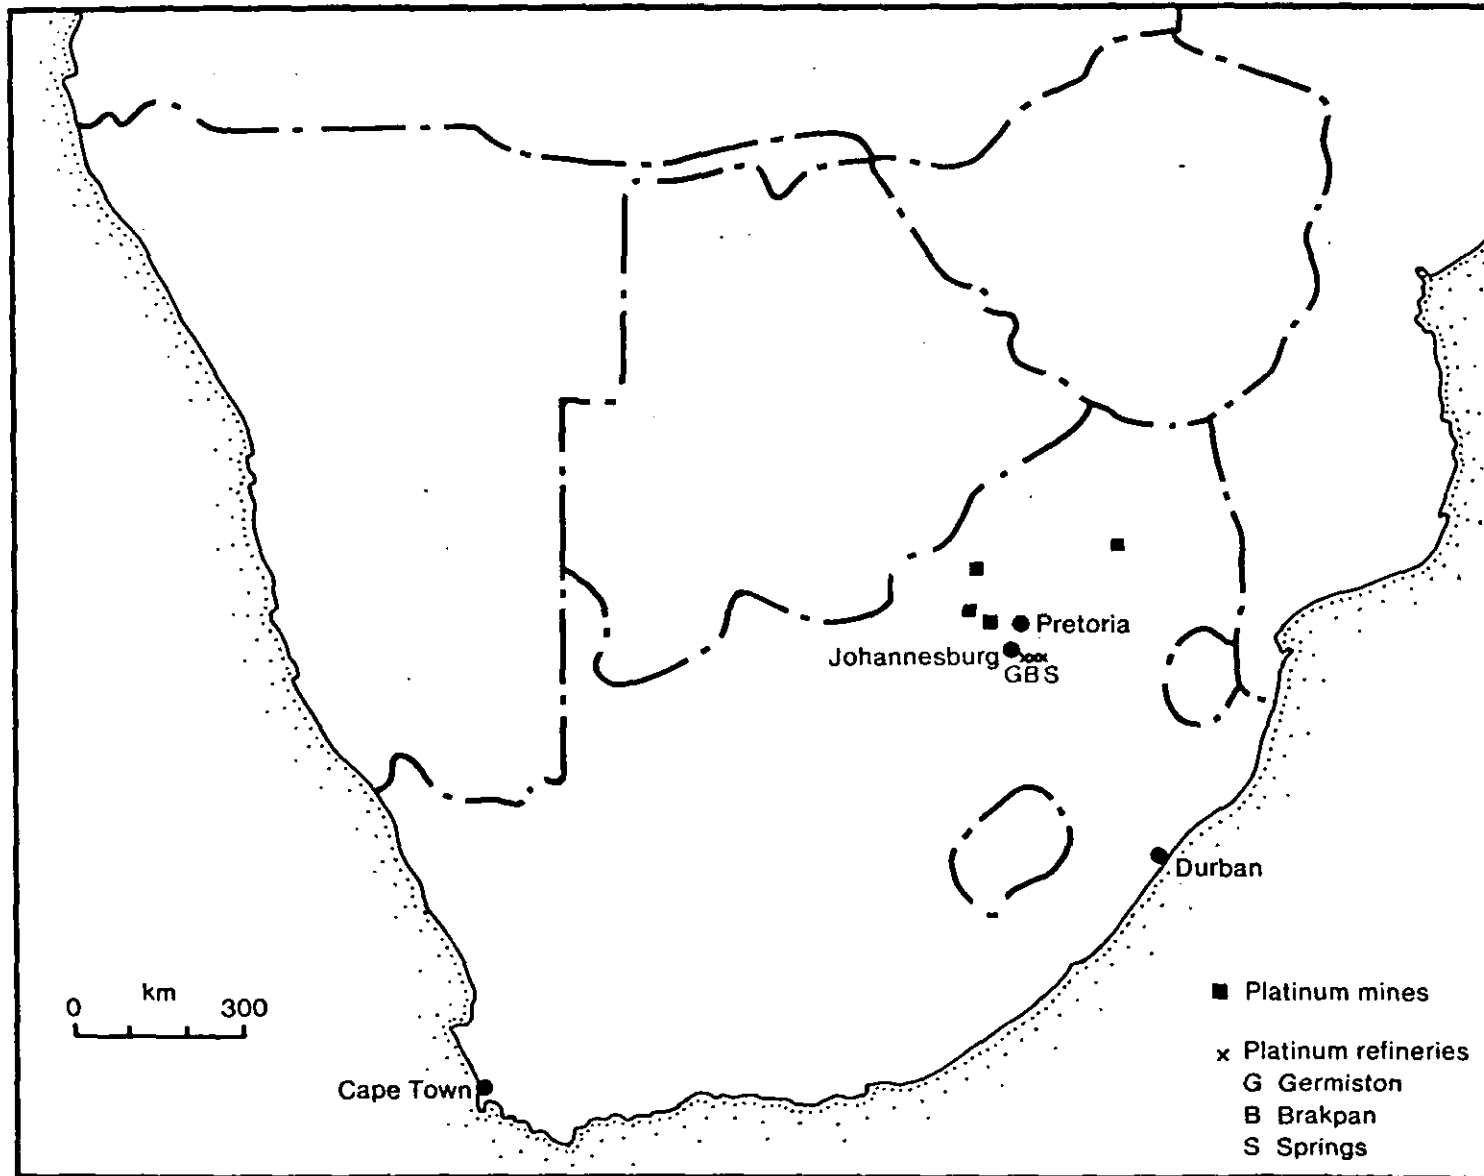 Pretoria
Johannesburg
GBS
Durban
km
0 300
Cape Town
Platinum mines
x Platinum refineries
G Germiston
B Brakpan
S Springs